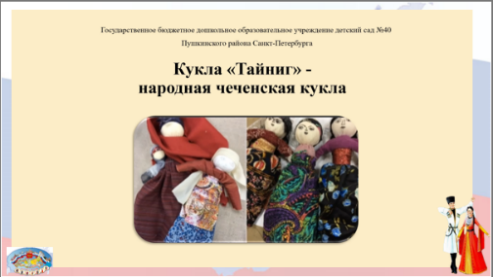 Государственное бюджетное дошкольное образовательное учреждение детский сад №40
Пушкинского района Санкт-Петербурга
Кукла «Тайниг» -
народная чеченская кукла